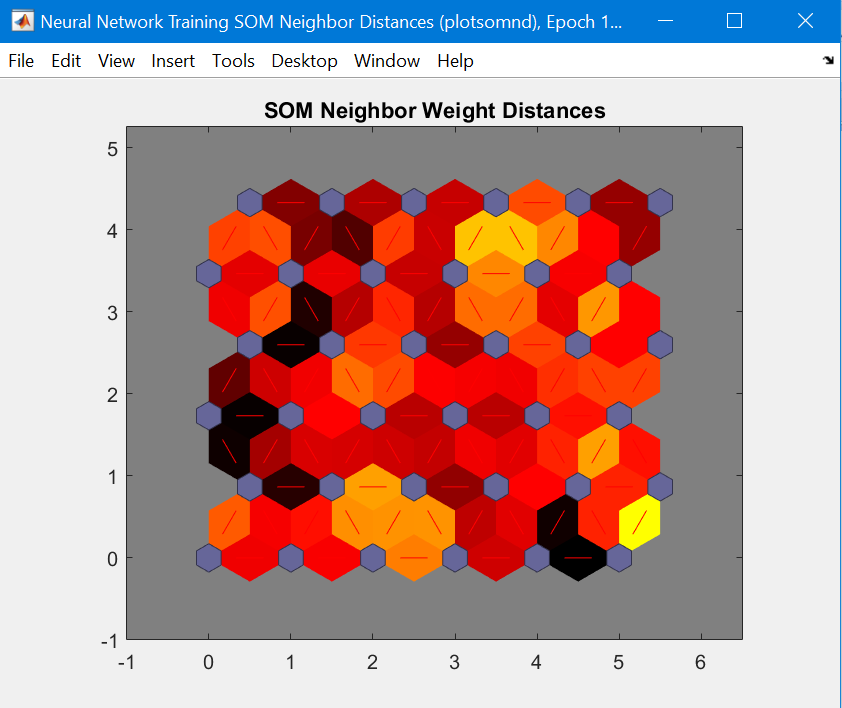 Neural Network Training SOM Neighbor Distances (plotsomnd), Epoch 1...
File Edit View Insert Tools Desktop Window Help
SOM Neighbor Weight Distances
5
4
3
2
1
0
-1
-1 0 1 2 3 4 5 6